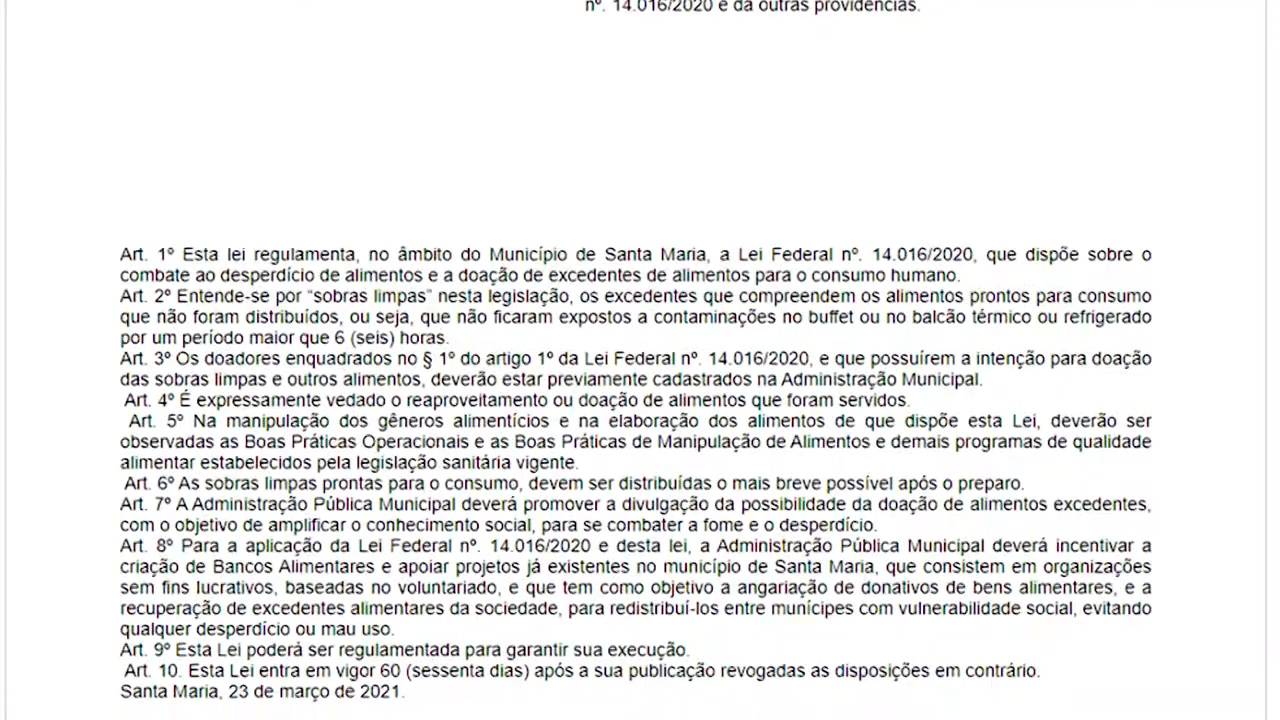 nº. 14.016/2020 e dá outras providências.
Art. 1º Esta lei regulamenta, no âmbito do Município de Santa Maria, a Lei Federal nº. 14.016/2020, que dispõe sobre o
combate ao desperdício de alimentos e a doação de excedentes de alimentos para o consumo humano.
Art. 2º Entende-se por “sobras limpas” nesta legislação, os excedentes que compreendem os alimentos prontos para consumo
que não foram distribuídos, ou seja, que não ficaram expostos a contaminações no buffet ou no balcão térmico ou refrigerado
por um período maior que 6 (seis) horas.
Art. 3º Os doadores enquadrados no § 1º do artigo 1º da Lei Federal nº. 14.016/2020, e que possuírem a intenção para doação
das sobras limpas e outros alimentos, deverão estar previamente cadastrados na Administração Municipal.
Art. 4º É expressamente vedado o reaproveitamento ou doação de alimentos que foram servidos.
Art. 5º Na manipulação dos gêneros alimentícios e na elaboração dos alimentos de que dispõe esta Lei, deverão ser
observadas as Boas Práticas Operacionais e as Boas Práticas de Manipulação de Alimentos e demais programas de qualidade
alimentar estabelecidos pela legislação sanitária vigente.
Art. 6º As sobras limpas prontas para o consumo, devem ser distribuídas o mais breve possível após o preparo.
Art. 7º A Administração Pública Municipal deverá promover a divulgação da possibilidade da doação de alimentos excedentes,
com o objetivo de amplificar o conhecimento social, para se combater a fome e o desperdício.
Art. 8º Para a aplicação da Lei Federal nº. 14.016/2020 e desta lei, a Administração Pública Municipal deverá incentivar a
criação de Bancos Alimentares e apoiar projetos já existentes no município de Santa Maria, que consistem em organizações
sem fins lucrativos, baseadas no voluntariado, e que tem como objetivo a angariação de donativos de bens alimentares, e a
recuperação de excedentes alimentares da sociedade, para redistribuí-los entre munícipes com vulnerabilidade social, evitando
qualquer desperdício ou mau uso.
Art. 9º Esta Lei poderá ser regulamentada para garantir sua execução.
Art. 10. Esta Lei entra em vigor 60 (sessenta dias) após a sua publicação revogadas as disposições em contrário.
Santa Maria, 23 de março de 2021.